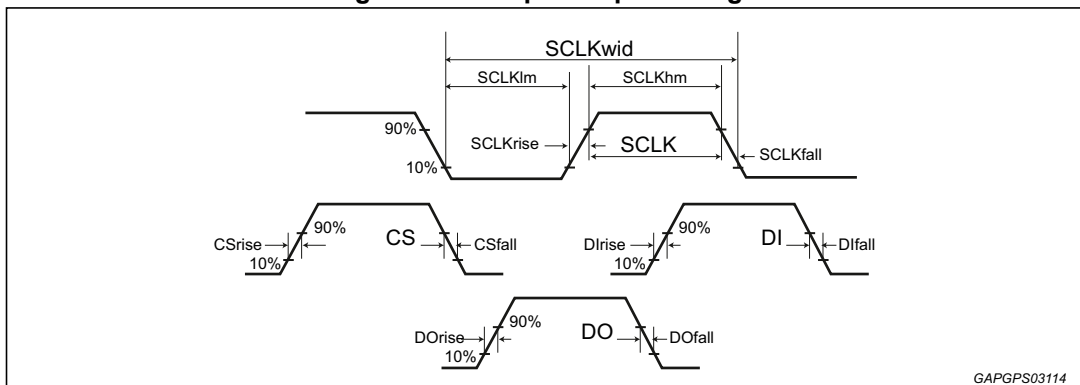 SCLKwid
SCLKlm SCLKhm
90%
SCLKrise SCLK SCLKfall
10%
90% CS CSfall
CSrise
10%
DIrise DI DIfall
10%
90%
DOrise DO DOfall
10%
GAPGPS03114